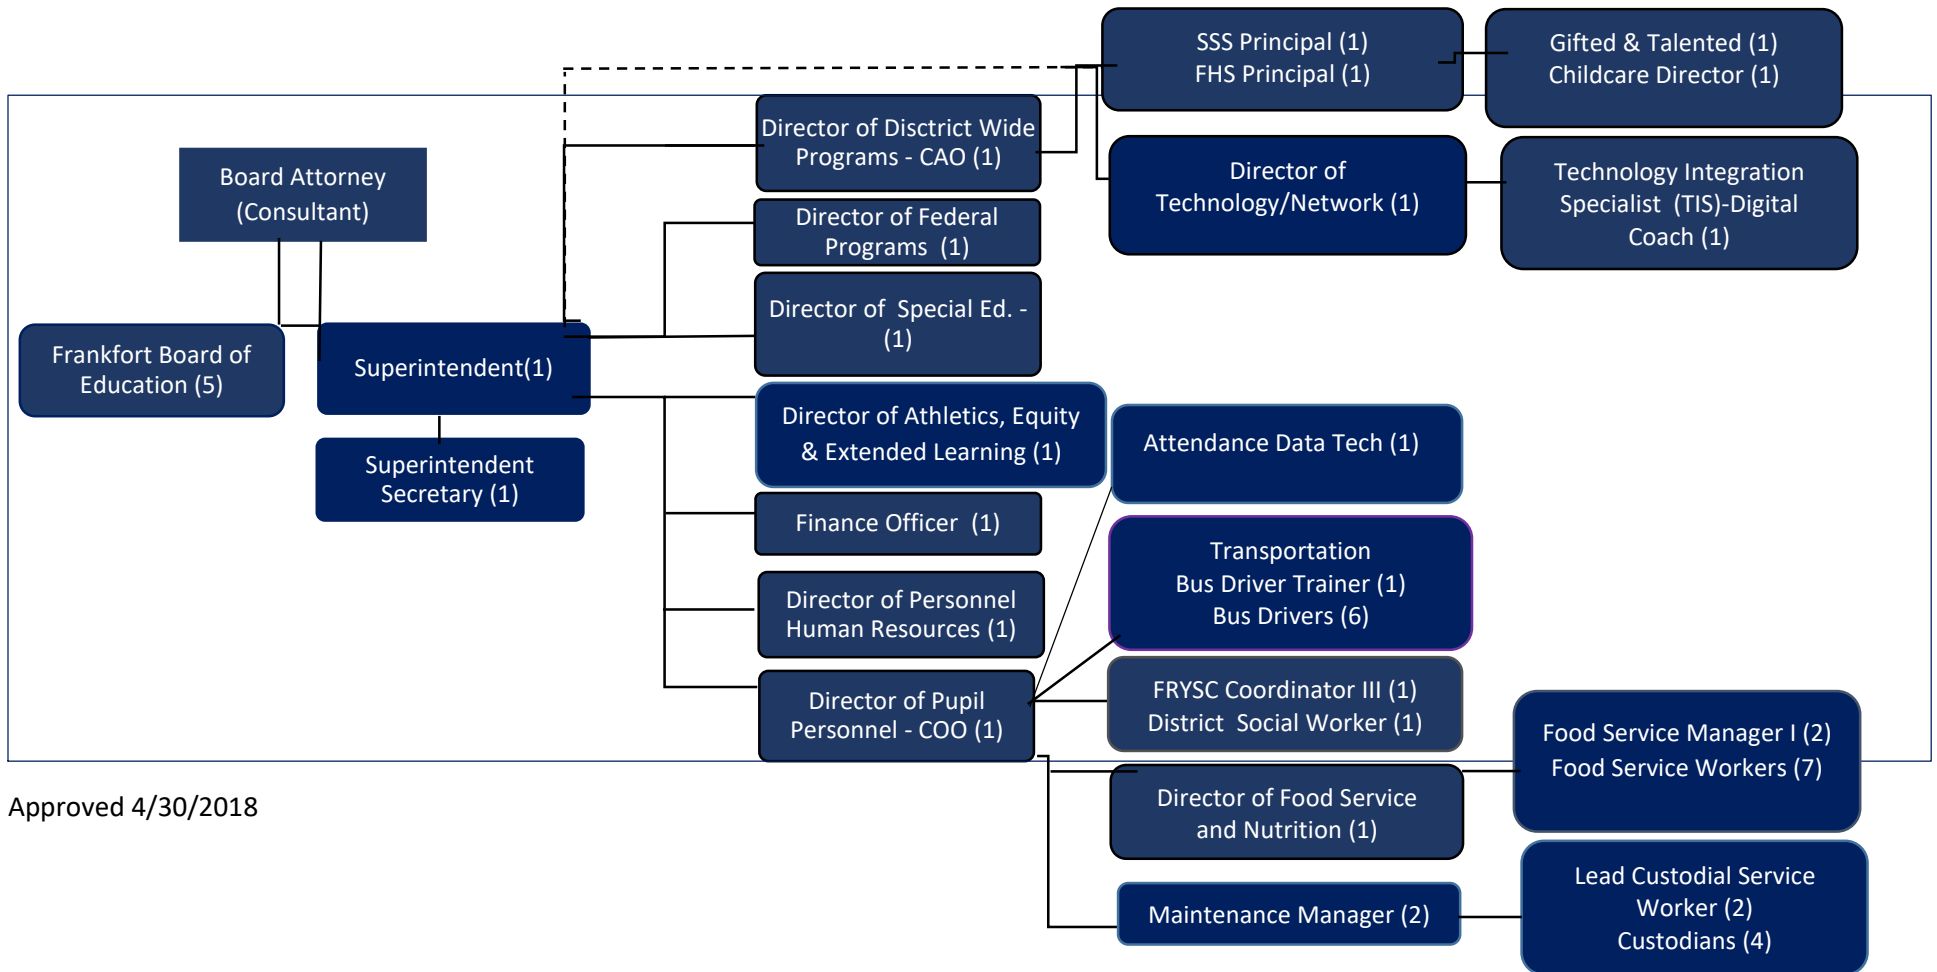 SSS Principal (1)
FHS Principal (1)
Gifted & Talented (1)
Childcare Director (1)
Director of Disctrict Wide
Programs - CAO (1)
Board Attorney
(Consultant)
Director of
Technology/Network (1)
Technology Integration
Specialist (TIS)-Digital
Coach (1)
Director of Federal
Programs (1)
Director of Special Ed. -
(1)
Frankfort Board of
Education (5)
Superintendent(1)
Superintendent
Secretary (1)
Director of Athletics, Equity
& Extended Learning (1)
Attendance Data Tech (1)
Finance Officer (1)
Transportation
Bus Driver Trainer (1)
Bus Drivers (6)
Director of Personnel
Human Resources (1)
Director of Pupil
Personnel - COO (1)
FRYSC Coordinator III (1)
District Social Worker (1)
Food Service Manager I (2)
Food Service Workers (7)
Approved 4/30/2018
Director of Food Service
and Nutrition (1)
Maintenance Manager (2)
Lead Custodial Service
Worker (2)
Custodians (4)